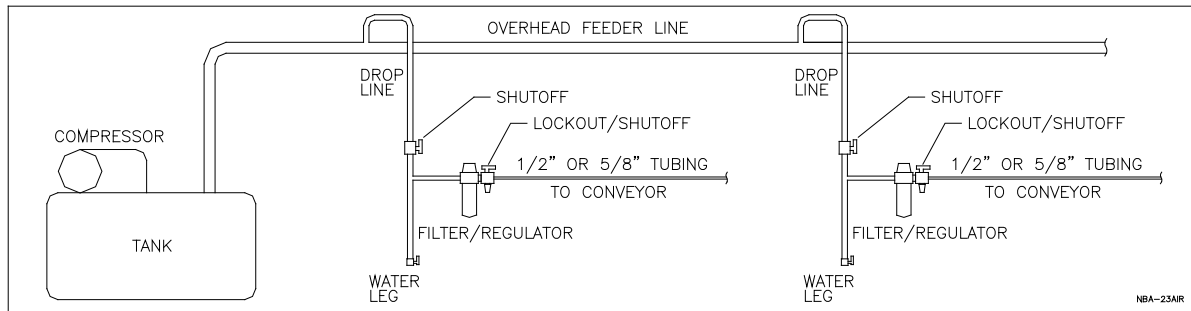 OVERHEAD FEEDER LINE
DROP
LINE
SHUTOFF
LOCKOUT/SHUTOFF
COMPRESSOR
1/2” OR 5/8” TUBING
TO CONVEYOR
TANK
FILTER/REGULATOR
WATER
LEG
DROP
LINE
SHUTOFF
LOCKOUT/SHUTOFF
1/2” OR 5/8” TUBING
TO CONVEYOR
FILTER/REGULATOR
WATER
LEG
NBA-23AIR